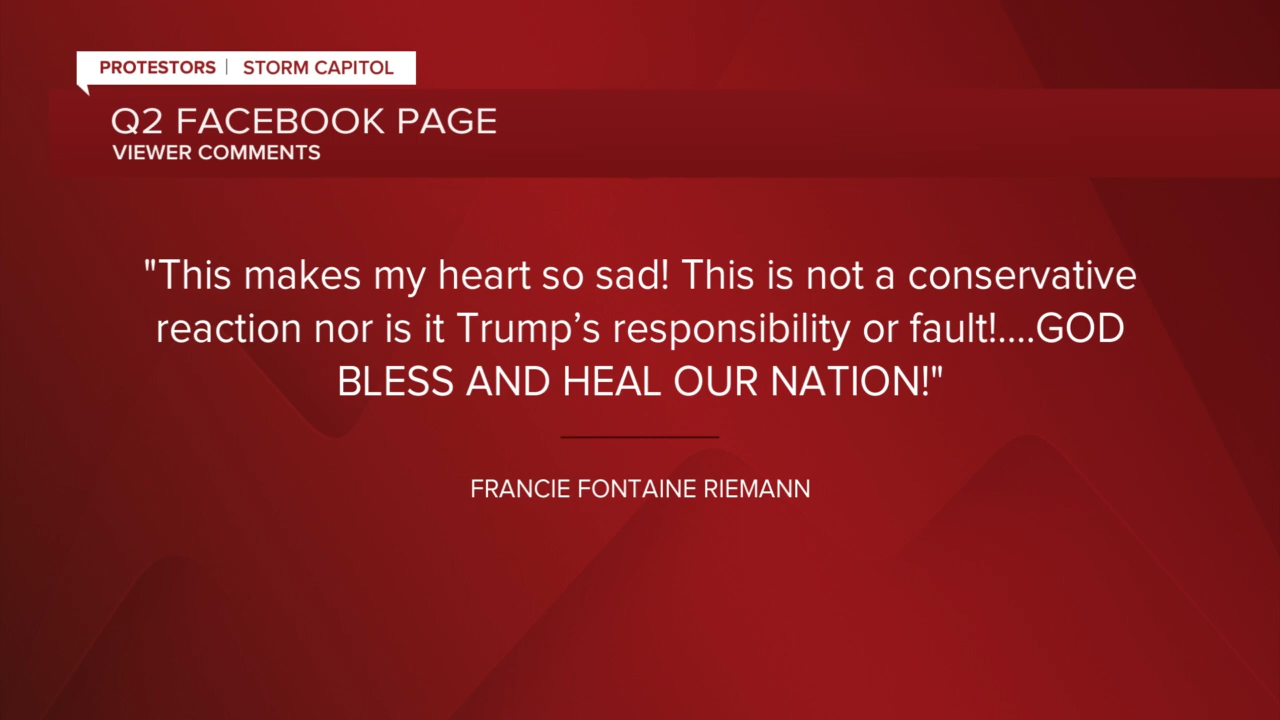 PROTESTORS | STORM CAPITOL
Q2 FACEBOOK PAGE
VIEWER COMMENTS
"This makes my heart so sad! This is not a conservative
reaction nor is it Trump’s responsibility or fault!....GOD
BLESS AND HEAL OUR NATION!"
FRANCIE FONTAINE RIEMANN